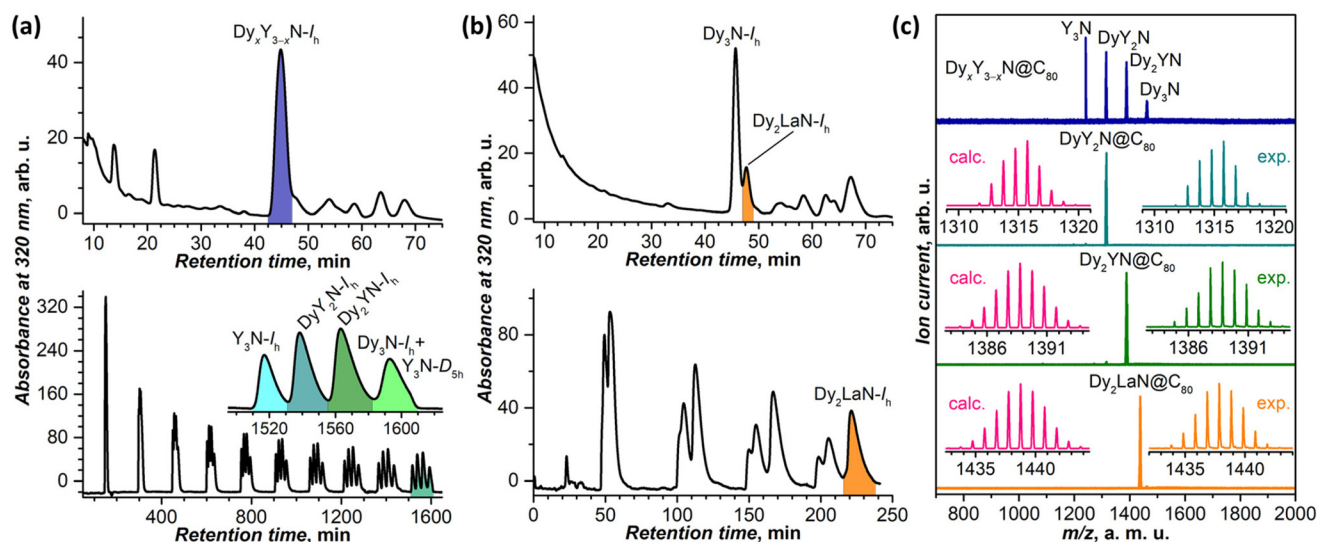 (a)
DyxY3−xN-Ih
40
20
0
10 20 30 40 50 60 70
Retention time, min
Absorbance at 320 nm, arb. u.
320
240
160
80
0
DyY2N-Ih
Dy2YN-Ih
Y3N-Ih
Dy3N-Ih+
Y3N-D5h
1520 1560 1600
400 800 1200 1600
Retention time, min
(b)
60
40
20
0
Dy3N-Ih
Dy2LaN-Ih
10 20 30 40 50 60 70
Retention time, min
Absorbance at 320 nm, arb. u.
80
40
0
Dy2LaN-Ih
0 50 100 150 200 250
Retention time, min
(c)
Y3N
DyY2N
Dy2YN
Dy3N
DyxY3−xN@C80
DyY2N@C80
calc. exp.
1310 1315 1320 1310 1315 1320
Dy2YN@C80
calc. exp.
1386 1391 1386 1391
Dy2LaN@C80
calc. exp.
1435 1440 1435 1440
Ion current, arb. u.
800 1000 1200 1400 1600 1800 2000
m/z, a. m. u.